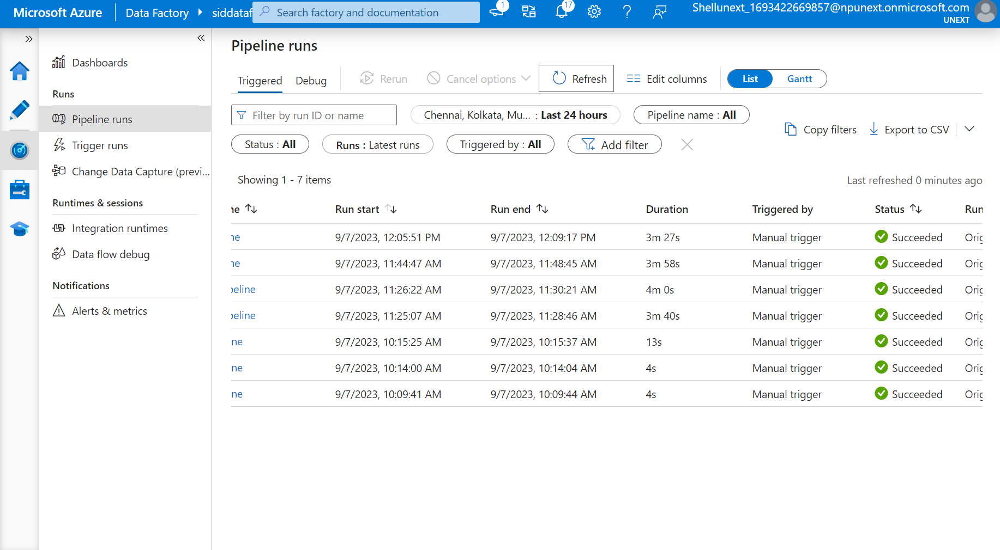 Microsoft Azure Data Factory siddataf Search factory and documentation 1 17 Shellunext_1693422669857@npunext.onmicrosoft.com
UNEXT
Dashboards
Runs
Pipeline runs
Trigger runs
Change Data Capture (previ...
Runtimes & sessions
Integration runtimes
Data flow debug
Notifications
Alerts & metrics
Pipeline runs
Triggered Debug Rerun Cancel options Refresh Edit columns List Gantt
Filter by run ID or name Chennai, Kolkata, Mu... : Last 24 hours Pipeline name : All
Status : All Runs : Latest runs Triggered by : All Add filter
Copy filters Export to CSV
Showing 1 - 7 items Last refreshed 0 minutes ago
ne Run start Run end Duration Triggered by Status Run
ne 9/7/2023, 12:05:51 PM 9/7/2023, 12:09:17 PM 3m 27s Manual trigger Succeeded Orig
ne 9/7/2023, 11:44:47 AM 9/7/2023, 11:48:45 AM 3m 58s Manual trigger Succeeded Orig
peline 9/7/2023, 11:26:22 AM 9/7/2023, 11:30:21 AM 4m 0s Manual trigger Succeeded Orig
peline 9/7/2023, 11:25:07 AM 9/7/2023, 11:28:46 AM 3m 40s Manual trigger Succeeded Orig
ne 9/7/2023, 10:15:25 AM 9/7/2023, 10:15:37 AM 13s Manual trigger Succeeded Orig
ne 9/7/2023, 10:14:00 AM 9/7/2023, 10:14:04 AM 4s Manual trigger Succeeded Orig
ne 9/7/2023, 10:09:41 AM 9/7/2023, 10:09:44 AM 4s Manual trigger Succeeded Orig